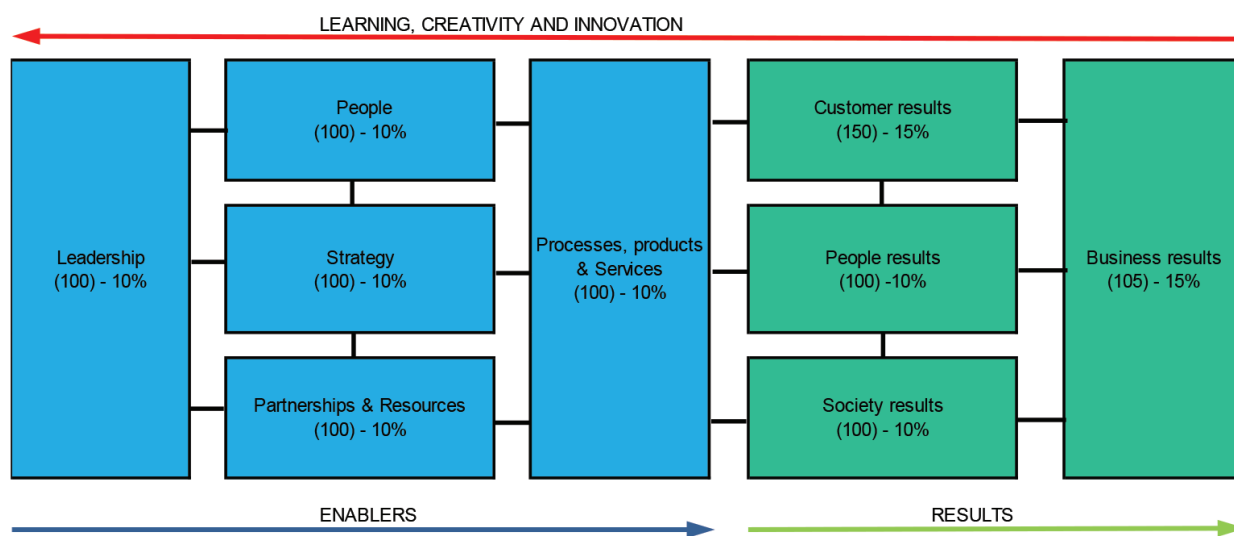 LEARNING, CREATIVITY AND INNOVATION
Leadership
(100) - 10%
People
(100) - 10%
Strategy
(100) - 10%
Partnerships & Resources
(100) - 10%
Processes, products
& Services
(100) - 10%
Customer results
(150) - 15%
People results
(100) -10%
Society results
(100) - 10%
Business results
(105) - 15%
ENABLERS
RESULTS